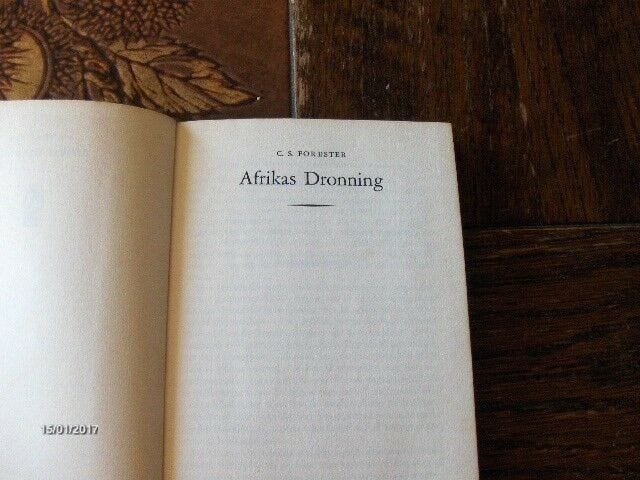 C. S. FORESTER
Afrikas Dronning
15/01/2017